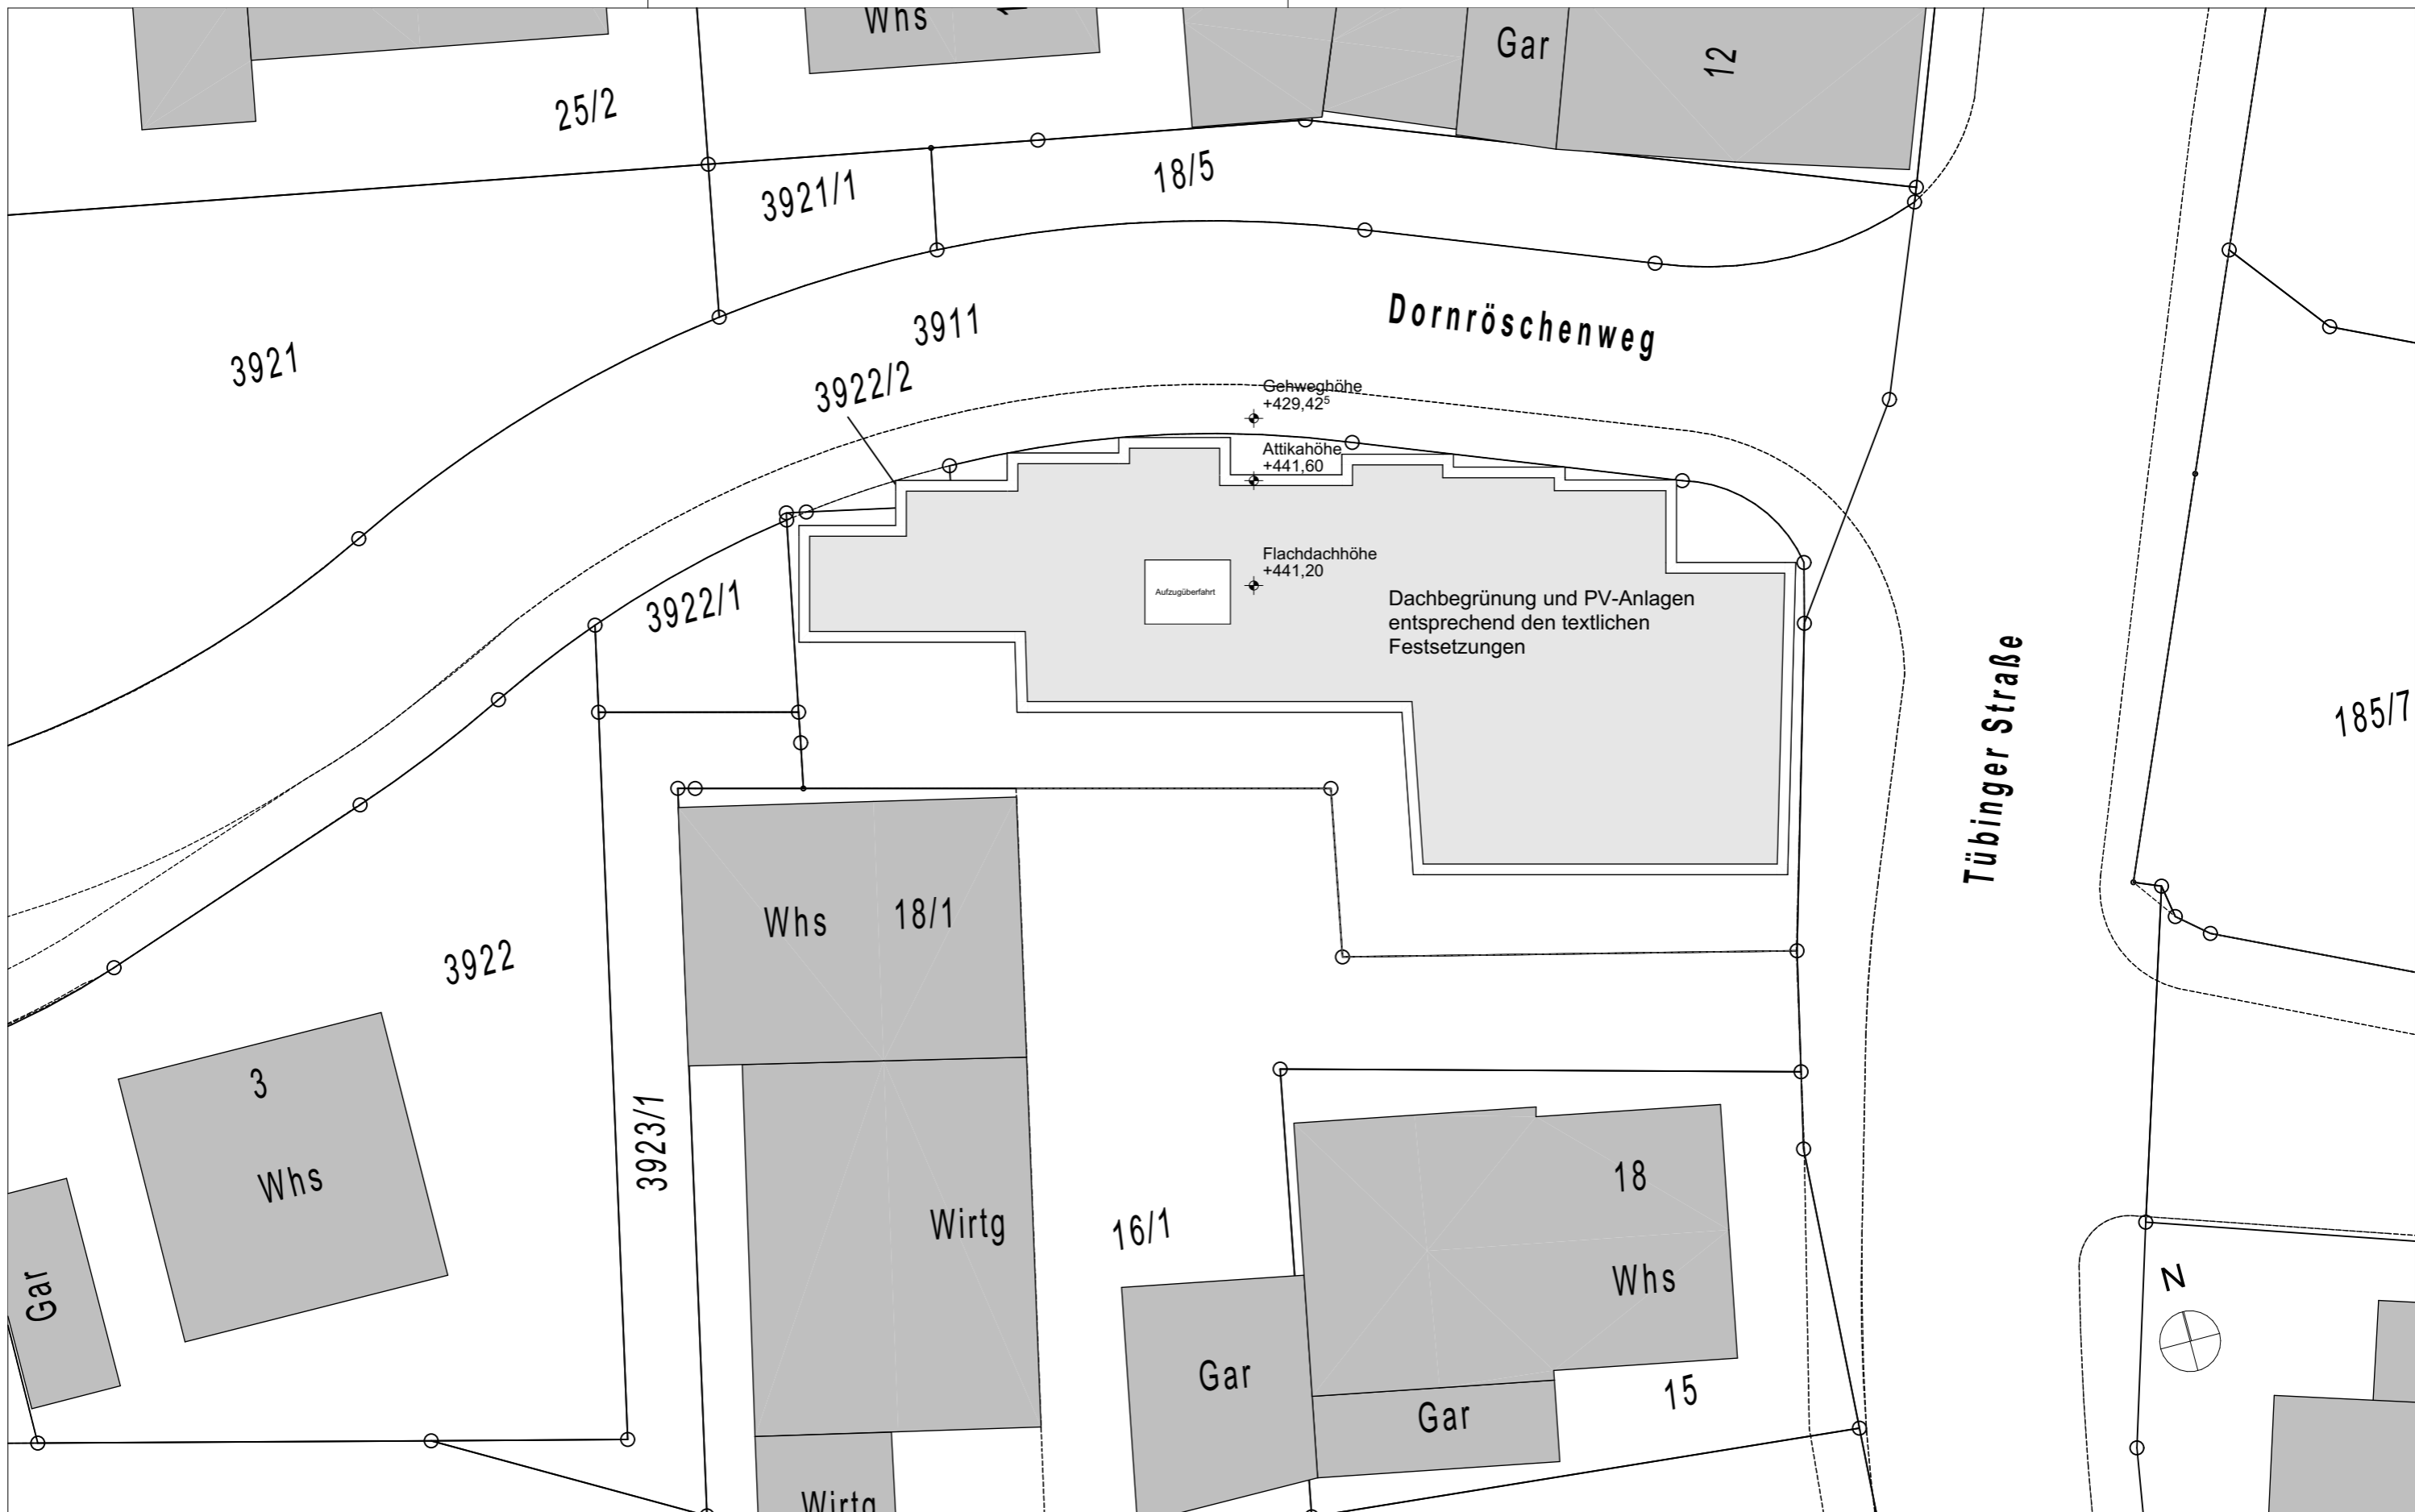 Whs
Gar
12
25/2
3921/1
18/5
3921
3911
Dornröschenweg
3922/2
Gehweghöhe
+429,42⁵
Attikahöhe
+441,60
Flachdachhöhe
+441,20
Aufzugüberfahrt
Dachbegrünung und PV-Anlagen
entsprechend den textlichen
Festsetzungen
3922/1
Tübinger Straße
185/7
Whs
18/1
3922
3
Whs
Gar
3923/1
Wirtg
16/1
18
Whs
Gar
Gar
15
N
Wirtg